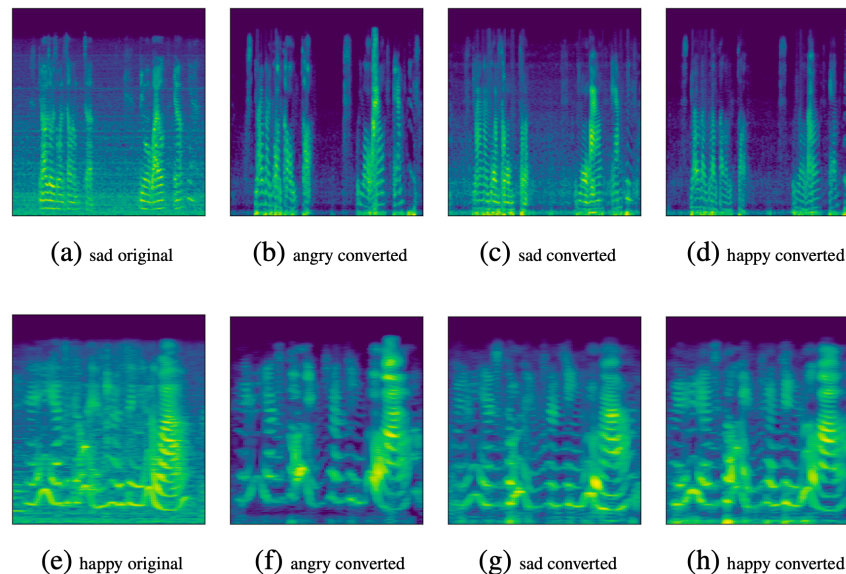 (a) sad original
(b) angry converted
(c) sad converted
(d) happy converted
(e) happy original
(f) angry converted
(g) sad converted
(h) happy converted